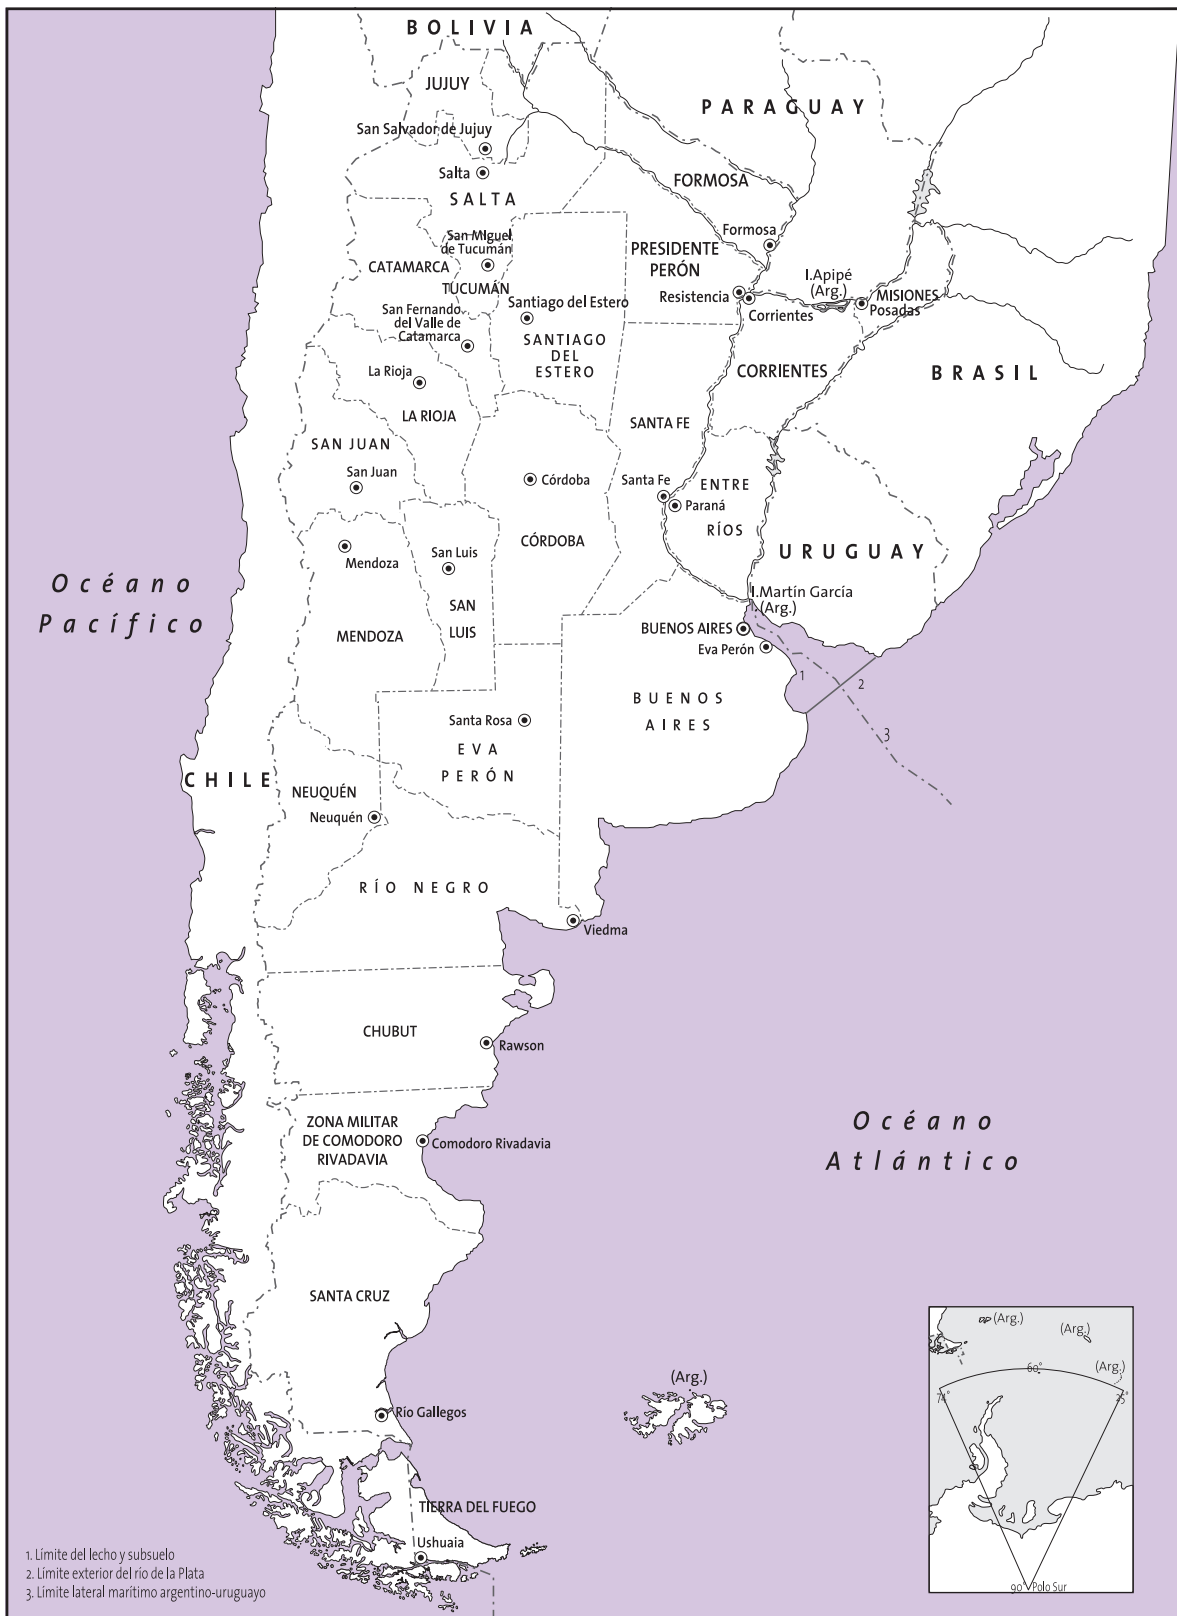 BOLIVIA
JUJUY
PARAGUAY
San Salvador de Jujuy
Salta
SALTA
FORMOSA
Formosa
San Miguel
de Tucumán
PRESIDENTE
PERÓN
CATAMARCA
TUCUMÁN
I.Apipé
(Arg.)
Resistencia
Corrientes
MISIONES
Posadas
San Fernando
del Valle de
Catamarca
Santiago del Estero
SANTIAGO
DEL
ESTERO
La Rioja
LA RIOJA
CORRIENTES
BRASIL
SANTA FE
SAN JUAN
San Juan
Córdoba
CÓRDOBA
Santa Fe
Paraná
ENTRE
RÍOS
Mendoza
MENDOZA
San Luis
SAN
LUIS
URUGUAY
Océano
Pacífico
I.Martín García
(Arg.)
BUENOS AIRES
Eva Perón
1
2
3
BUENOS
AIRES
Santa Rosa
EVA
PERÓN
CHILE
NEUQUÉN
Neuquén
RÍO NEGRO
Viedma
CHUBUT
Rawson
ZONA MILITAR
DE COMODORO
RIVADAVIA
Comodoro Rivadavia
Océano
Atlántico
SANTA CRUZ
Río Gallegos
(Arg.)
TIERRA DEL FUEGO
Ushuaia
(Arg.)
(Arg.)
(Arg.)
60°
74°
25°
90° Polo Sur
1. Límite del lecho y subsuelo
2. Límite exterior del río de la Plata
3. Límite lateral marítimo argentino-uruguayo